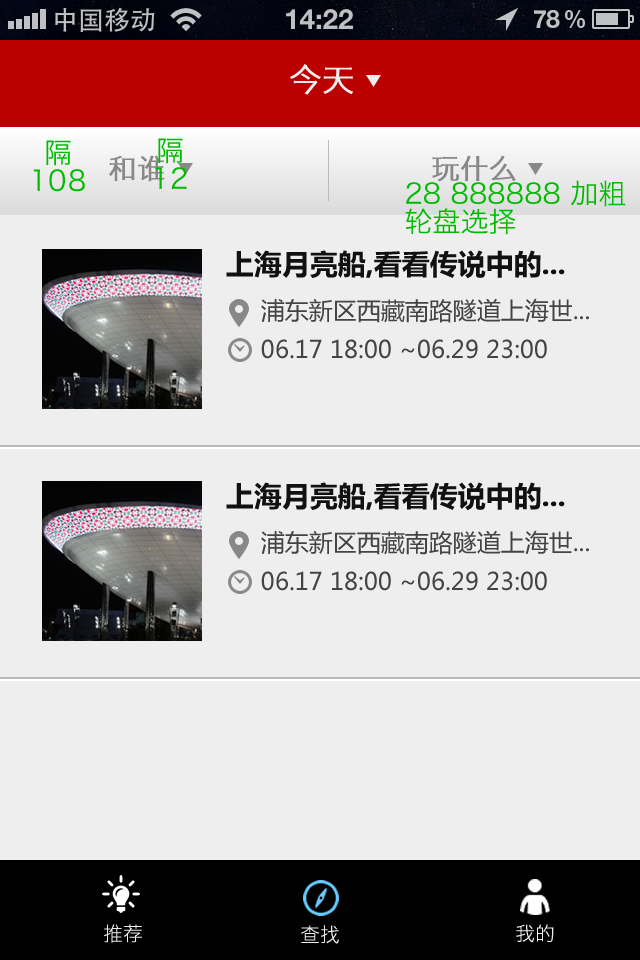 中国移动 14:22 78%
今天
和谁 玩什么
隔
108
隔
12
28 888888 加粗
轮盘选择
上海月亮船,看看传说中的...
浦东新区西藏南路隧道上海世...
06.17 18:00 ~06.29 23:00
上海月亮船,看看传说中的...
浦东新区西藏南路隧道上海世...
06.17 18:00 ~06.29 23:00
推荐 查找 我的